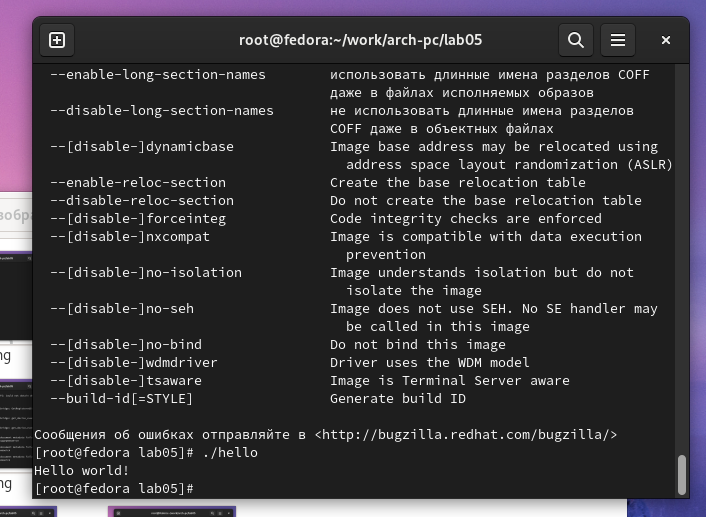 root@fedora:~/work/arch-pc/lab05
--enable-long-section-names использовать длинные имена разделов COFF
даже в файлах исполняемых образов
--disable-long-section-names не использовать длинные имена разделов
COFF даже в объектных файлах
--[disable-]dynamicbase Image base address may be relocated using
address space layout randomization (ASLR)
--enable-reloc-section Create the base relocation table
--disable-reloc-section Do not create the base relocation table
--[disable-]forceinteg Code integrity checks are enforced
--[disable-]nxcompat Image is compatible with data execution
prevention
--[disable-]no-isolation Image understands isolation but do not
isolate the image
--[disable-]no-seh Image does not use SEH. No SE handler may
be called in this image
--[disable-]no-bind Do not bind this image
--[disable-]wdmdriver Driver uses the WDM model
--[disable-]tsaware Image is Terminal Server aware
--build-id[=STYLE] Generate build ID
Сообщения об ошибках отправляйте в <http://bugzilla.redhat.com/bugzilla/>
[root@fedora lab05]# ./hello
Hello world!
[root@fedora lab05]#